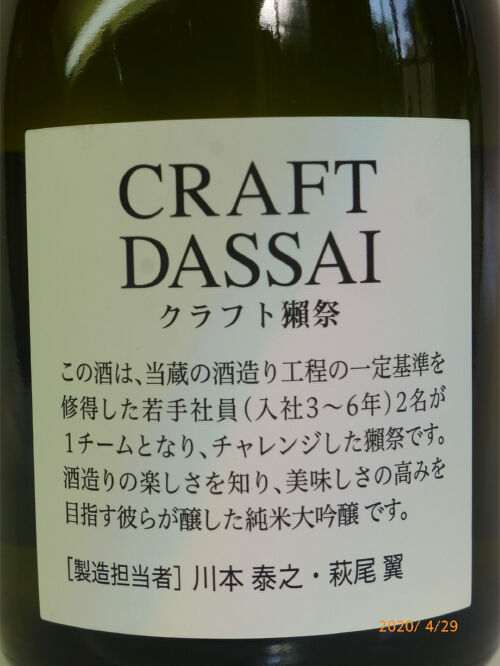 CRAFT
DASSAI
クラフト獺祭
この酒は、当蔵の酒造り工程の一定基準を
修得した若手社員(入社3〜6年)2名が
1チームとなり、チャレンジした獺祭です。
酒造りの楽しさを知り、美味しさの高みを
目指す彼らが醸した純米大吟醸 です。
[製造担当者] 川本 泰之・萩尾 翼
2020/ 4/29